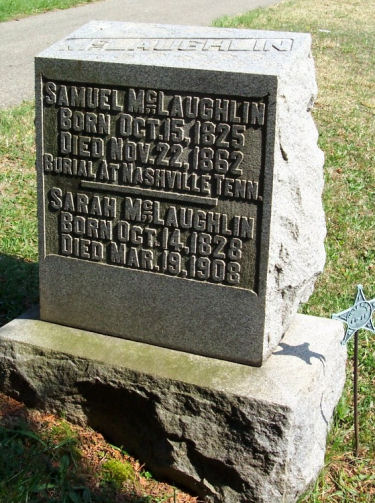 McLAUGHLIN
SAMUEL McLAUGHLIN
BORN OCT. 15, 1825
DIED NOV. 22, 1862
BURIAL AT NASHVILLE TENN.
SARAH McLAUGHLIN
BORN OCT. 14, 1828
DIED MAR. 19, 1908